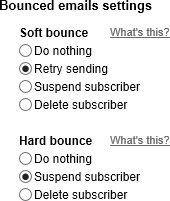 Bounced emails settings
Soft bounce What's this?
Do nothing
Retry sending
Suspend subscriber
Delete subscriber
Hard bounce What's this?
Do nothing
Suspend subscriber
Delete subscriber